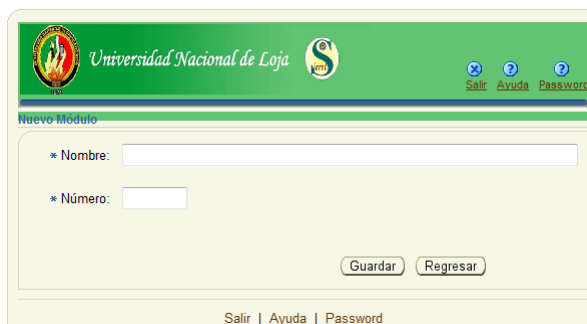 Universidad Nacional de Loja
Salir Ayuda Password
Nuevo Módulo
* Nombre:
* Número:
Guardar Regresar
Salir | Ayuda | Password